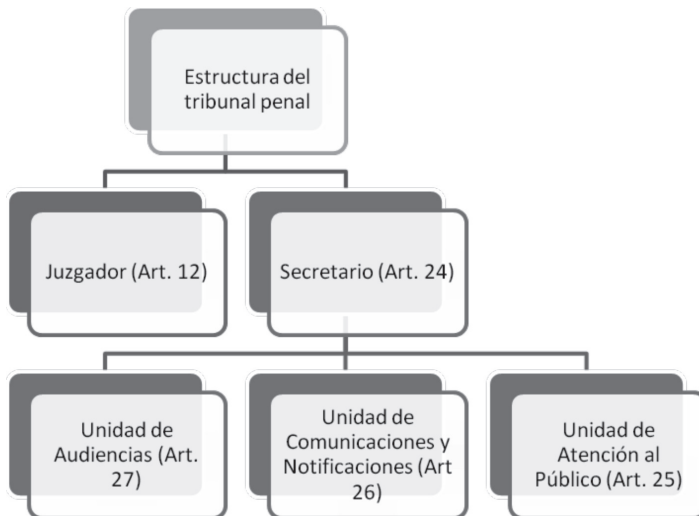 Estructura del
tribunal penal
Juzgador (Art. 12)
Secretario (Art. 24)
Unidad de
Audiencias (Art.
27)
Unidad de
Comunicaciones y
Notificaciones (Art
26)
Unidad de
Atención al
Público (Art. 25)